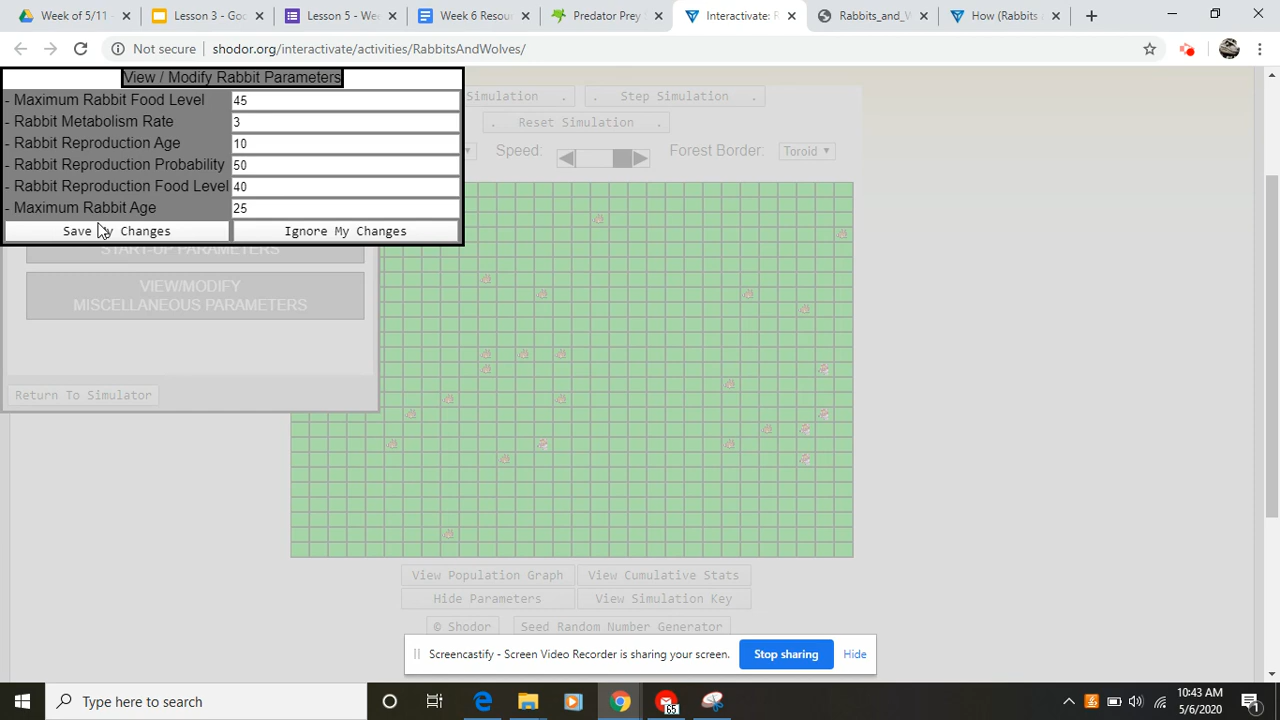 Week of 5/11
Lesson 3 - Goo
Lesson 5 - Wee
Week 6 Resour
Predator Prey
Interactivate: R
Rabbits_and_W
How (Rabbits a
Not secure
shodor.org/interactivate/activities/RabbitsAndWolves/
View / Modify Rabbit Parameters
- Maximum Rabbit Food Level 45
- Rabbit Metabolism Rate 3
- Rabbit Reproduction Age 10
- Rabbit Reproduction Probability 50
- Rabbit Reproduction Food Level 40
- Maximum Rabbit Age 25
Save My Changes Ignore My Changes
Simulation . . Step Simulation .
. Reset Simulation .
Speed: Forest Border: Toroid
START-UP PARAMETERS
VIEW/MODIFY
MISCELLANEOUS PARAMETERS
Return To Simulator
View Population Graph View Cumulative Stats
Hide Parameters View Simulation Key
© Shodor Seed Random Number Generator
Screencastify - Screen Video Recorder is sharing your screen. Stop sharing Hide
Type here to search
65
10:43 AM
5/6/2020
1